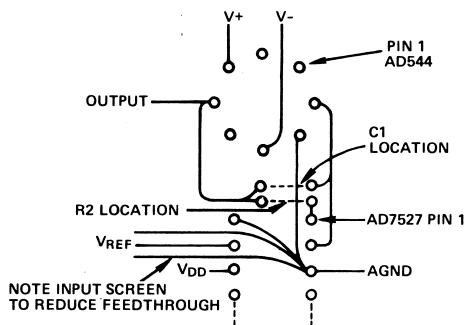 V+
V-
PIN 1
AD544
OUTPUT
C1
LOCATION
R2 LOCATION
AD7527 PIN 1
VREF
VDD
AGND
NOTE INPUT SCREEN
TO REDUCE FEEDTHROUGH